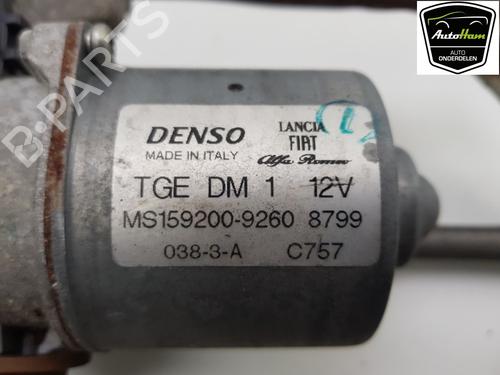 AutoHam
AUTO
ONDERDELEN
B-PARTS
DENSO
MADE IN ITALY
LANCIA
FIAT
Alfa Romeo
TGE DM 1 12V
MS159200-9260 8799
038-3-A C757